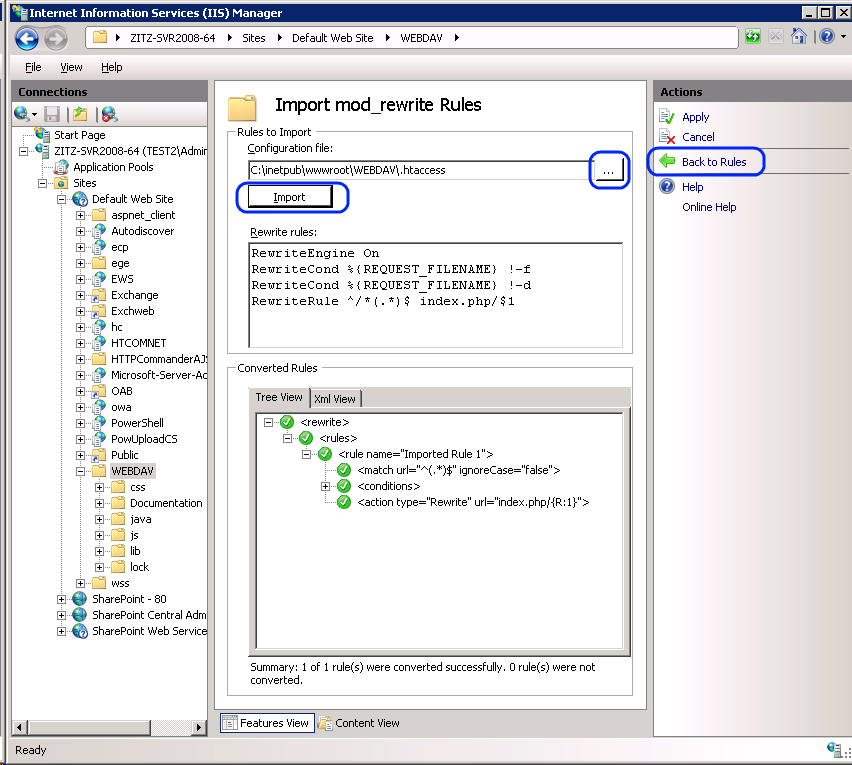 Internet Information Services (IIS) Manager
ZITZ-SVR2008-64 Sites Default Web Site WEBDAV
File View Help
Connections
Start Page
ZITZ-SVR2008-64 (TEST2\Admin
Application Pools
Sites
Default Web Site
aspnet_client
Autodiscover
ecp
ege
EWS
Exchange
Exchweb
hc
HTCOMNET
HTTPCommanderAJS
Microsoft-Server-Ac
OAB
owa
PowerShell
PowUploadCS
Public
WEBDAV
css
Documentation
java
js
lib
lock
wss
SharePoint - 80
SharePoint Central Adm
SharePoint Web Service
Import mod_rewrite Rules
Rules to Import
Configuration file:
C:\inetpub\wwwroot\WEBDAV\.htaccess
...
Import
Rewrite rules:
RewriteEngine On
RewriteCond %{REQUEST_FILENAME} !-f
RewriteCond %{REQUEST_FILENAME} !-d
RewriteRule ^/*(.*)$ index.php/$1
Converted Rules
Tree View Xml View
<rewrite>
<rules>
<rule name="Imported Rule 1">
<match url="^(.*)$" ignoreCase="false">
<conditions>
<action type="Rewrite" url="index.php/{R:1}">
Summary: 1 of 1 rule(s) were converted successfully. 0 rule(s) were not
converted.
Features View Content View
Actions
Apply
Cancel
Back to Rules
Help
Online Help
Ready